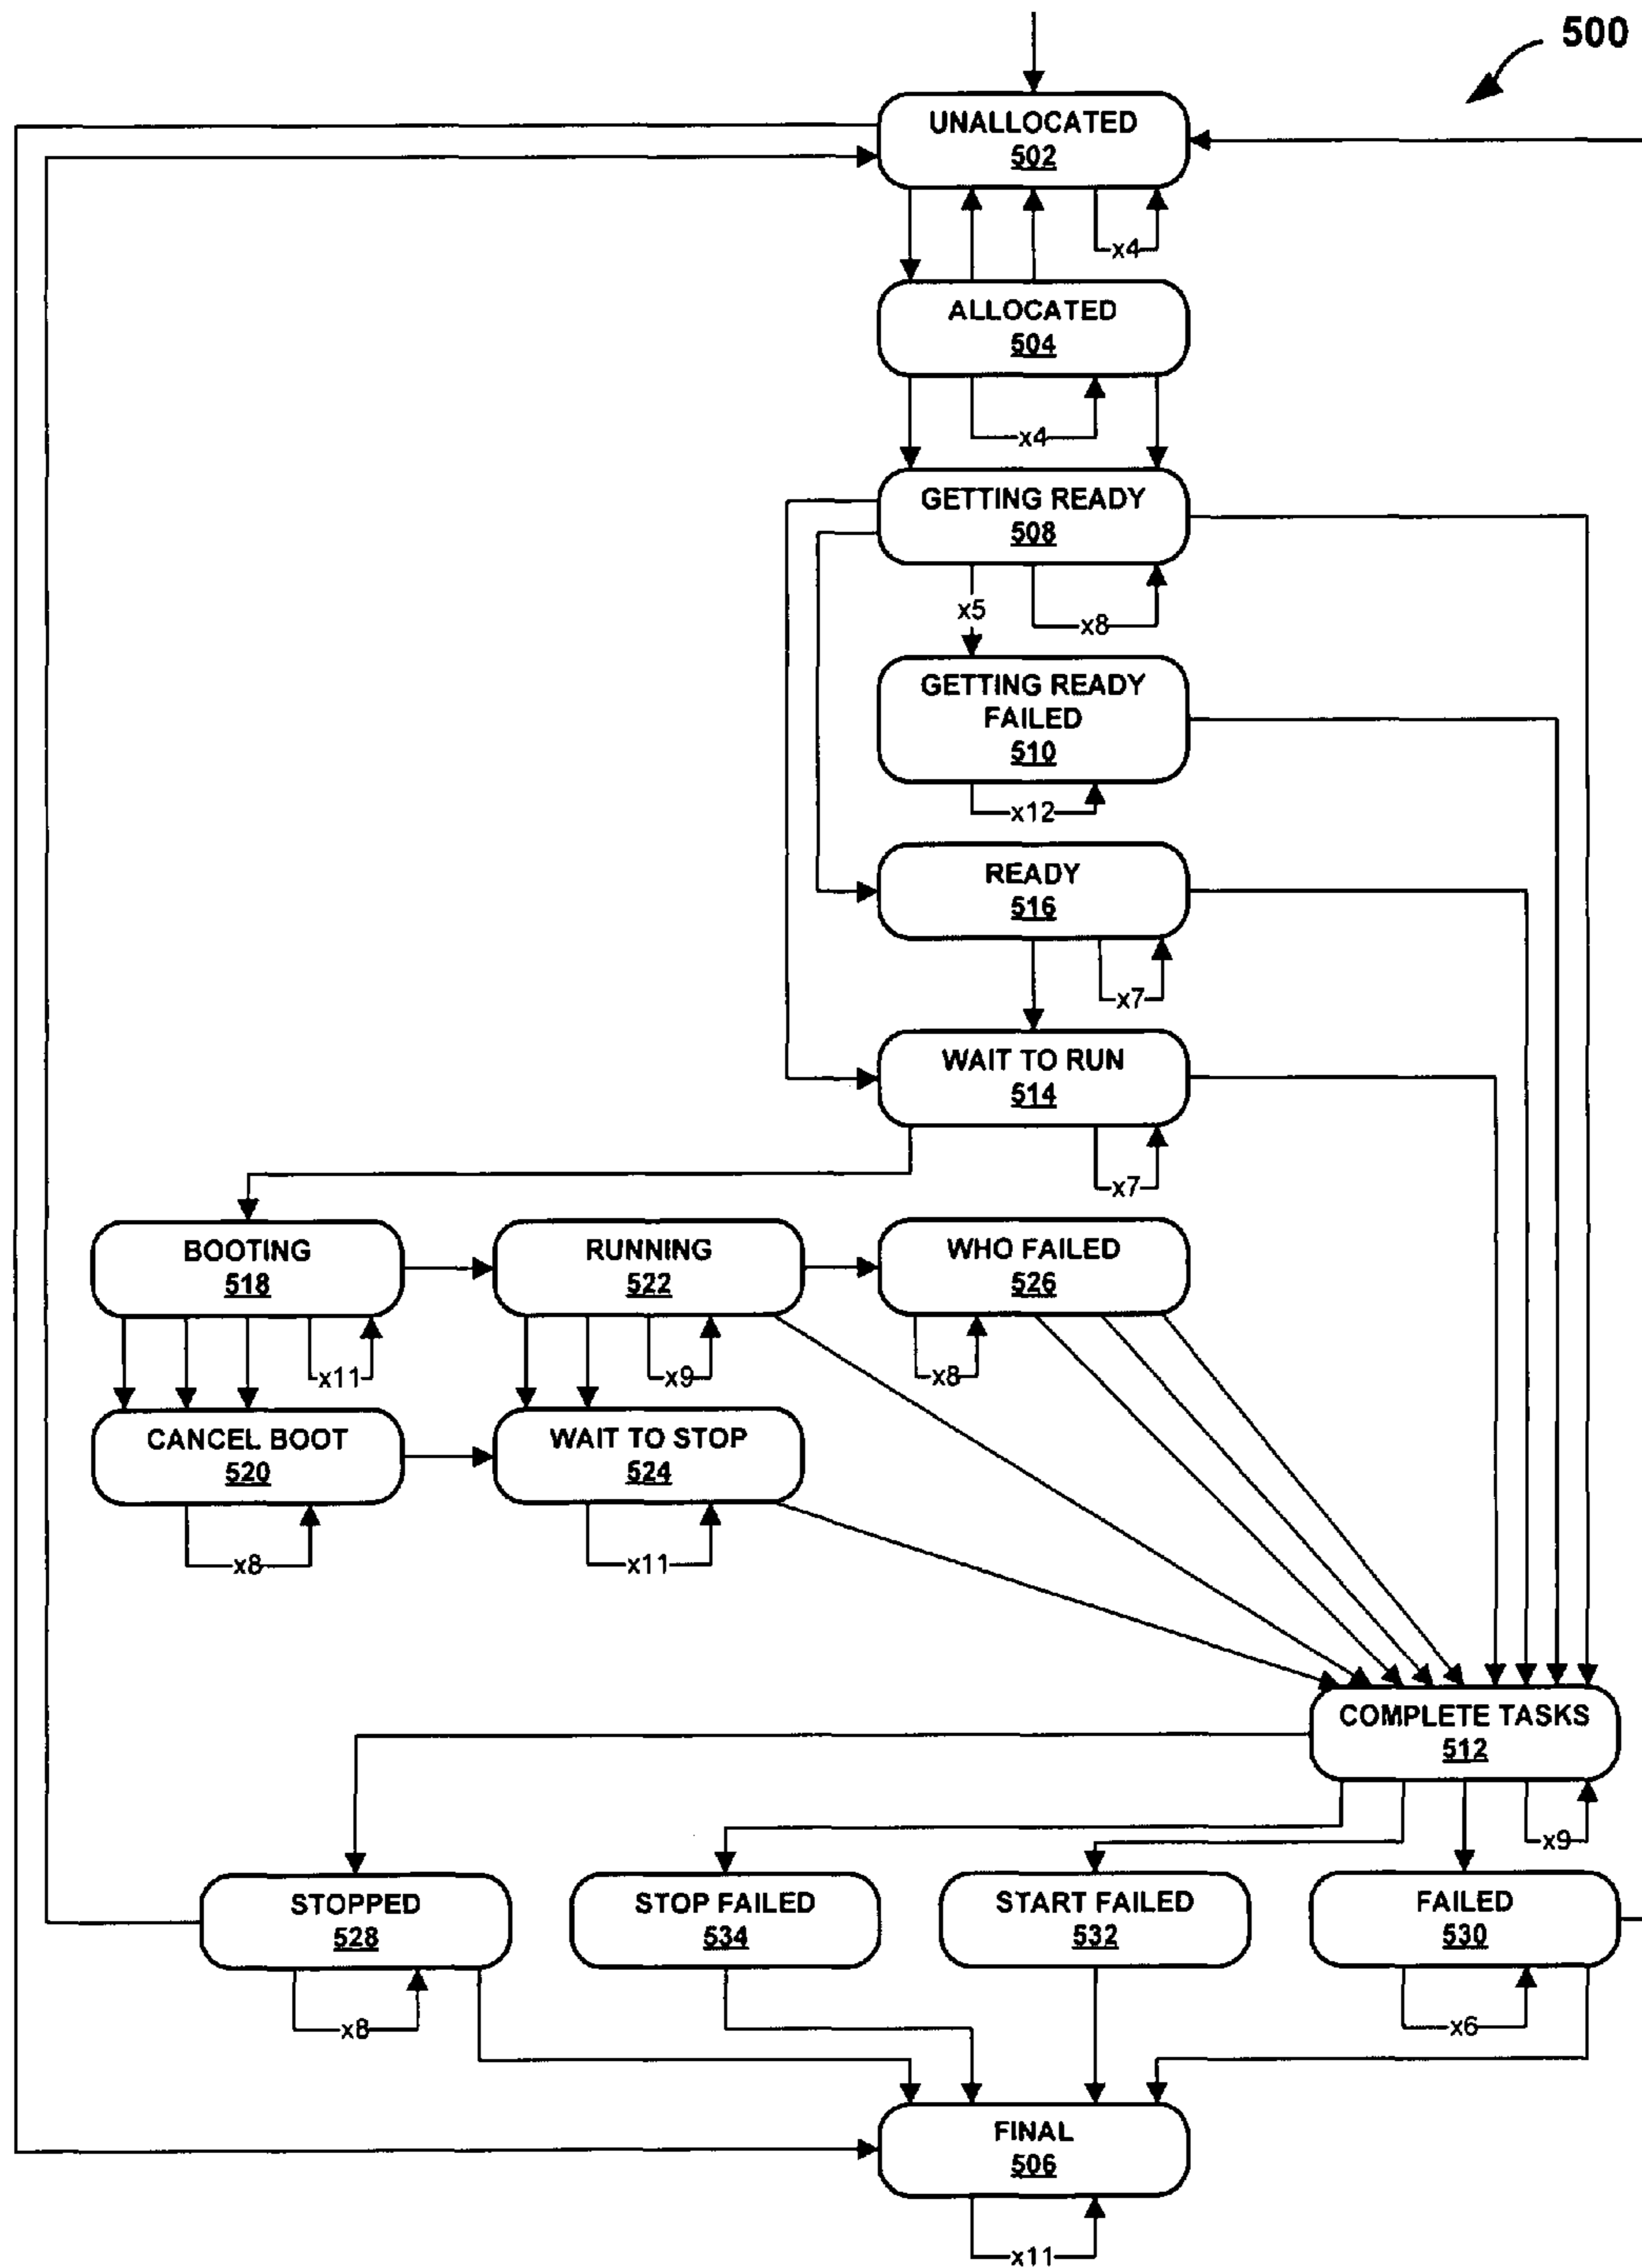 500
UNALLOCATED
502
x4
ALLOCATED
504
x4
GETTING READY
508
x5
x8
GETTING READY
FAILED
510
x12
READY
516
x7
WAIT TO RUN
514
x7
BOOTING
518
RUNNING
522
WHO FAILED
526
x11
x9
x8
CANCEL BOOT
520
WAIT TO STOP
524
x8
x11
COMPLETE TASKS
512
x9
STOPPED
528
STOP FAILED
534
START FAILED
532
FAILED
530
x8
x6
FINAL
506
x11